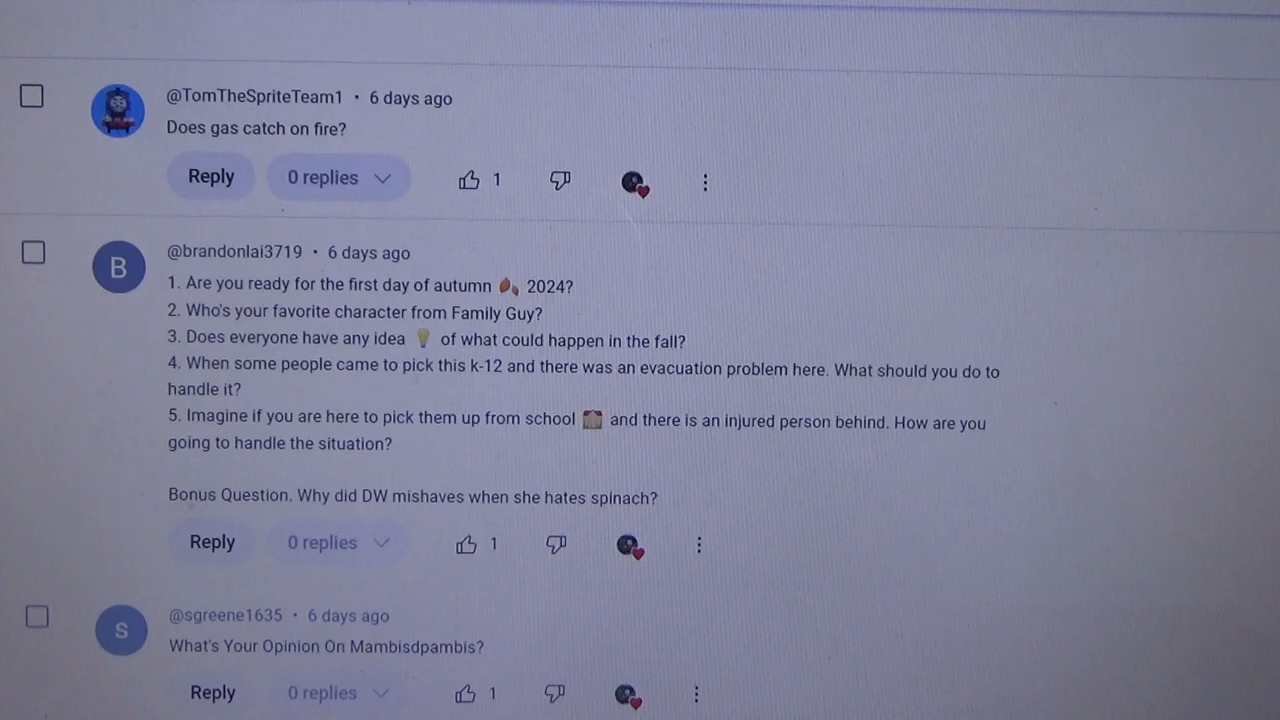 @TomTheSpriteTeam1 • 6 days ago
Does gas catch on fire?
Reply 0 replies 1
@brandonlai3719 • 6 days ago
B
1. Are you ready for the first day of autumn 🍂 2024?
2. Who's your favorite character from Family Guy?
3. Does everyone have any idea 💡 of what could happen in the fall?
4. When some people came to pick this k-12 and there was an evacuation problem here. What should you do to
handle it?
5. Imagine if you are here to pick them up from school 🏫 and there is an injured person behind. How are you
going to handle the situation?
Bonus Question. Why did DW mishaves when she hates spinach?
Reply 0 replies 1
@sgreene1635 • 6 days ago
S
What's Your Opinion On Mambisdpambis?
Reply 0 replies 1